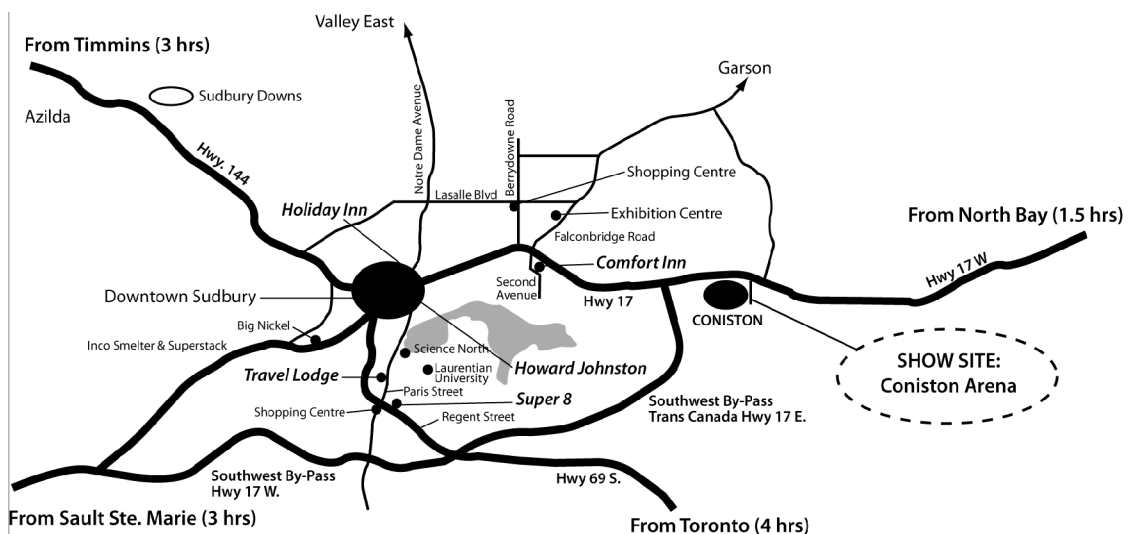 Valley East
From Timmins (3 hrs)
Garson
Sudbury Downs
Azilda
Notre Dame Avenue
Berrydowne Road
Hwy. 144
Shopping Centre
Lasalle Blvd
Holiday Inn
Exhibition Centre
From North Bay (1.5 hrs)
Falconbridge Road
Comfort Inn
Hwy 17 W
Second
Avenue
Downtown Sudbury
Hwy 17
CONISTON
Big Nickel
Inco Smelter & Superstack
Science North
SHOW SITE:
Coniston Arena
Laurentian
University
Howard Johnston
Travel Lodge
Paris Street
Super 8
Southwest By-Pass
Trans Canada Hwy 17 E.
Shopping Centre
Regent Street
Southwest By-Pass
Hwy 17 W.
Hwy 69 S.
From Sault Ste. Marie (3 hrs)
From Toronto (4 hrs)